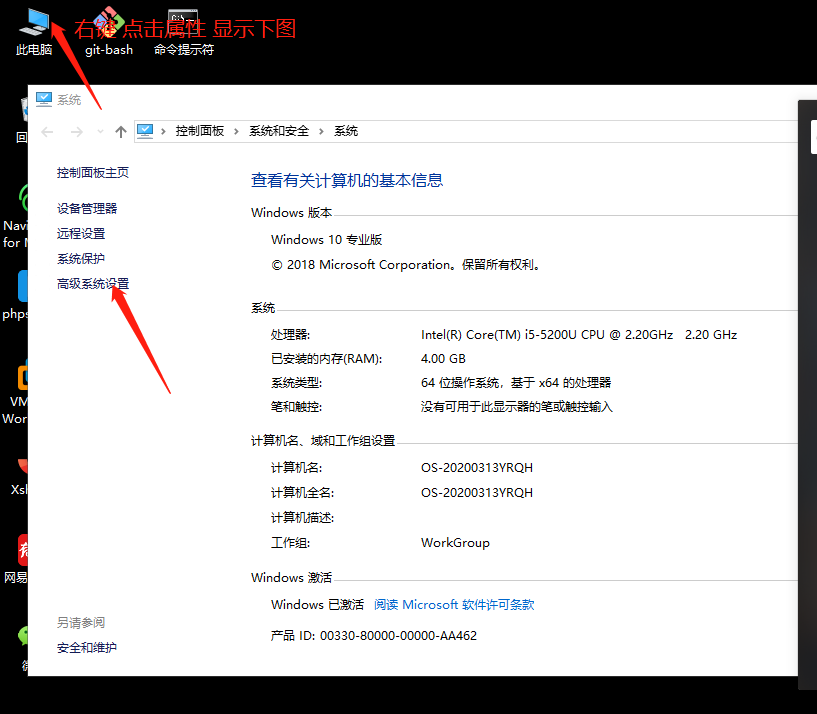 右键 点击属性 显示下图
此电脑
git-bash
命令提示符
系统
控制面板 系统和安全 系统
控制面板主页
设备管理器
远程设置
系统保护
高级系统设置
另请参阅
安全和维护
查看有关计算机的基本信息
Windows 版本
Windows 10 专业版
© 2018 Microsoft Corporation。保留所有权利。
系统
处理器: Intel(R) Core(TM) i5-5200U CPU @ 2.20GHz 2.20 GHz
已安装的内存(RAM): 4.00 GB
系统类型: 64 位操作系统，基于 x64 的处理器
笔和触控: 没有可用于此显示器的笔或触控输入
计算机名、域和工作组设置
计算机名: OS-20200313YRQH
计算机全名: OS-20200313YRQH
计算机描述:
工作组: WorkGroup
Windows 激活
Windows 已激活 阅读 Microsoft 软件许可条款
产品 ID: 00330-80000-00000-AA462
回
Navi
for M
phps
VM
Wor
Xsl
网易
微